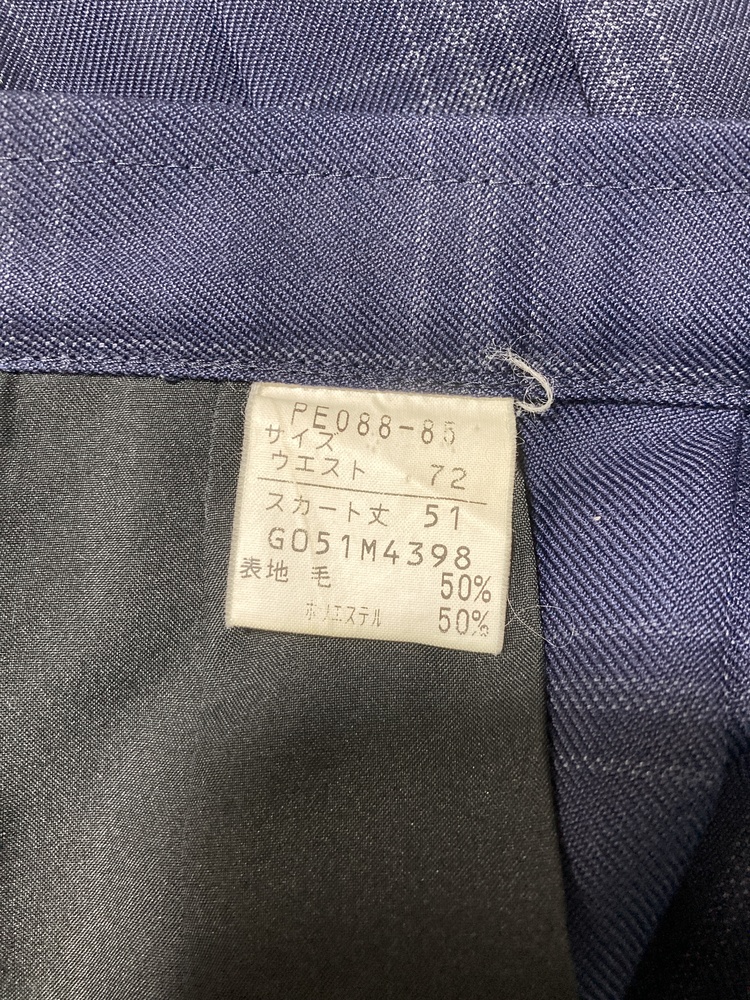 PE088-85
サイズ
ウエスト 72
スカート丈 51
G051M4398
表地 毛 50%
ポリエステル 50%